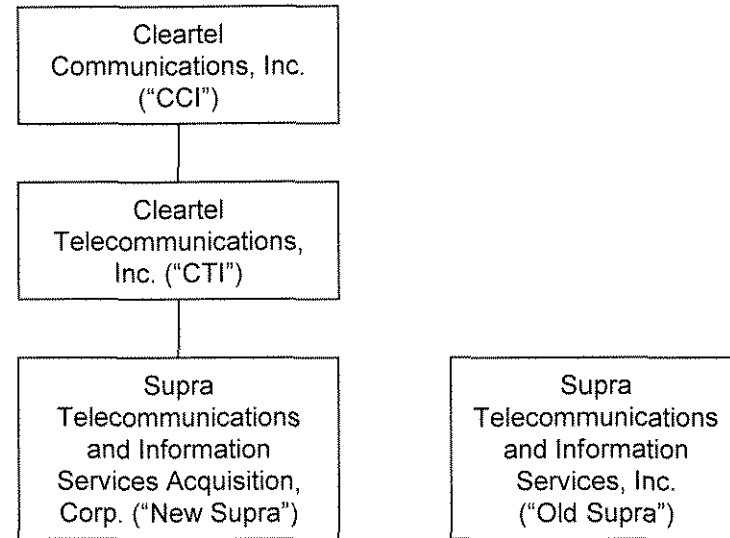 Cleartel
Communications, Inc.
("CCI")
Cleartel
Telecommunications,
Inc. ("CTI")
Supra
Telecommunications
and Information
Services Acquisition,
Corp. ("New Supra")
Supra
Telecommunications
and Information
Services, Inc.
("Old Supra")